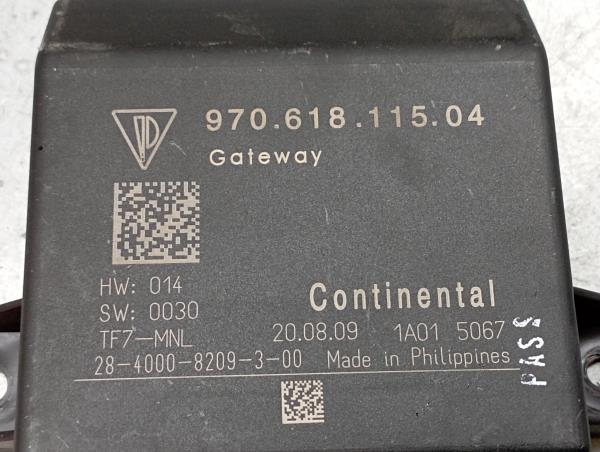 970.618.115.04
Gateway
HW: 014
SW: 0030
Continental
TF7-MNL 20.08.09 1A01 5067
28-4000-8209-3-00 Made in Philippines
PASS